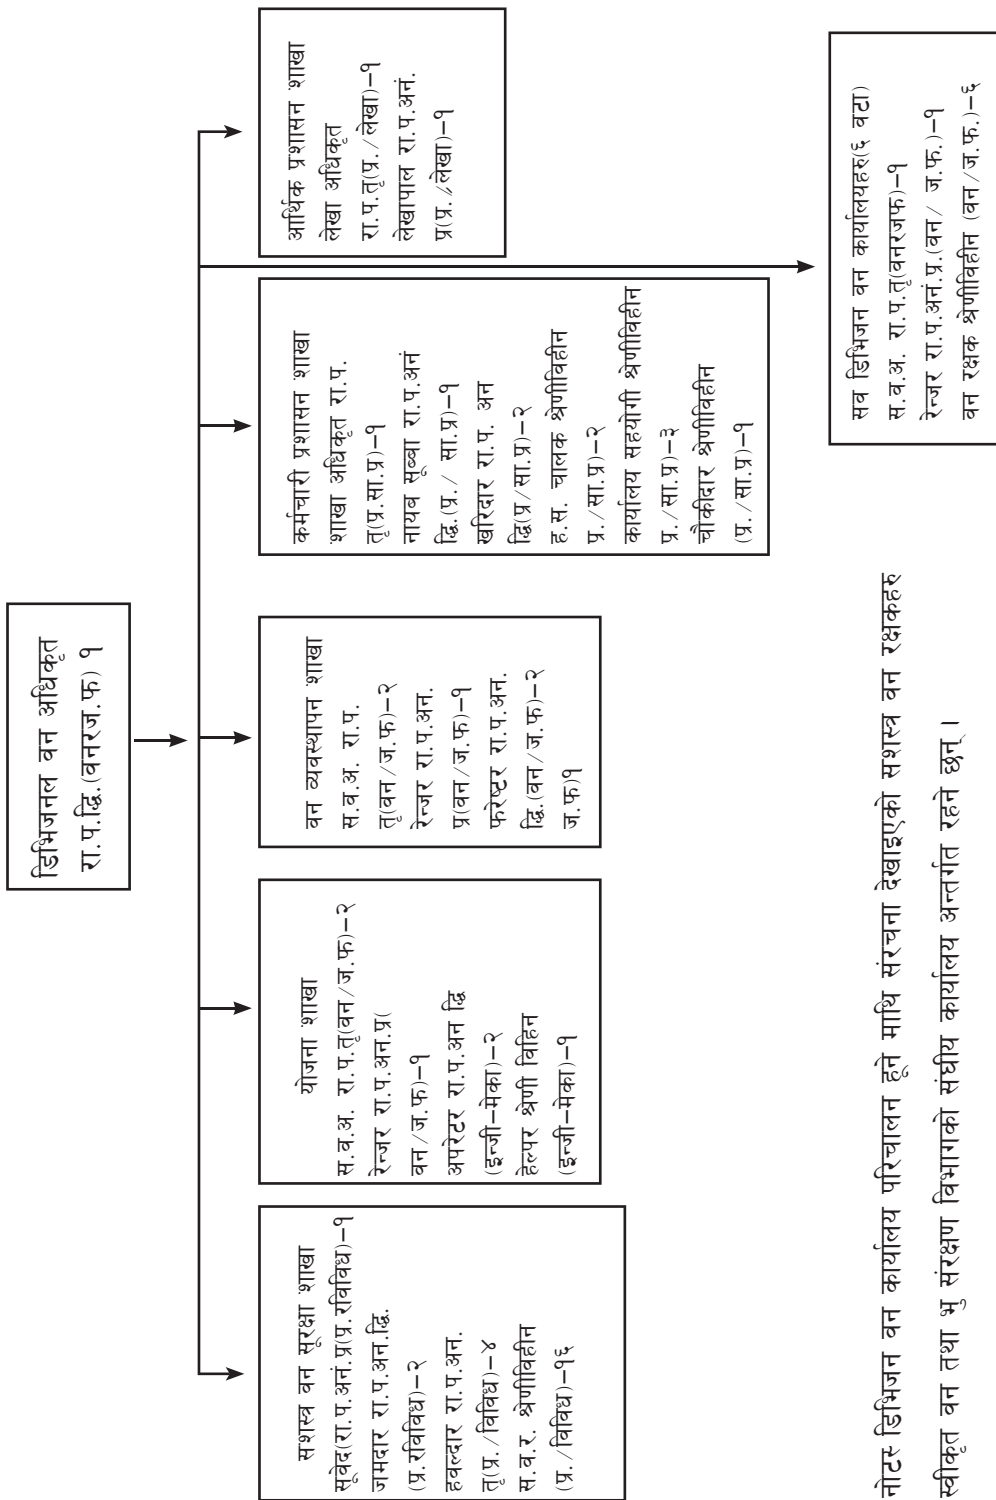 डिभिजनल वन अधिकृत
रा.प.द्वि.(वनरज.फ) १
सशस्त्र वन सुरक्षा शाखा
सूवेद(रा.प.अनं.प्र(प्र.रविविध)–१
जमदार रा.प.अन.द्वि.
(प्र.रविविध)–२
हवल्दार रा.प.अन.
तृ(प्र./विविध)–४
स.व.र. श्रेणीविहीन
(प्र./विविध)–१६
योजना शाखा
स.व.अ. रा.प.तृ(वन/ज.फ)–२
रेन्जर रा.प.अन.प्र(
वन/ज.फ)–१
अपरेटर रा.प.अन द्वि
(इन्जी–मेका)–२
हेल्पर श्रेणी विहिन
(इन्जी–मेका)–१
वन व्यवस्थापन शाखा
स.व.अ. रा.प.
तृ(वन/ज.फ)–२
रेन्जर रा.प.अन.
प्र(वन/ज.फ)–१
फरेष्टर रा.प.अन.
द्वि.(वन/ज.फ)–२
ज.फ)१
कर्मचारी प्रशासन शाखा
शाखा अधिकृत रा.प.
तृ(प्र.सा.प्र)–१
नायब सूब्बा रा.प.अनं
द्वि.(प्र./ सा.प्र)–१
खरिदार रा.प. अन
द्वि(प्र/सा.प्र)–२
ह.स. चालक श्रेणीविहीन
प्र./सा.प्र)–२
कार्यालय सहयोगी श्रेणीविहीन
प्र./सा.प्र)–३
चौकीदार श्रेणीविहीन
(प्र./सा.प्र)–१
आर्थिक प्रशासन शाखा
लेखा अधिकृत
रा.प.तृ(प्र./लेखा)–१
लेखापाल रा.प.अनं.
प्र(प्र./लेखा)–१
सव डिभिजन वन कार्यालयहरु(६ वटा)
स.व.अ. रा.प.तृ(वनरजफ)–१
रेन्जर रा.प.अनं.प्र.(वन/ ज.फ.)–१
वन रक्षक श्रेणीविहीन (वन/ज.फ.)–६
नोटरु डिभिजन वन कार्यालय परिचालन हुने माथि संरचना देखाइएको सशस्त्र वन रक्षकहरु
स्वीकृत वन तथा भु संरक्षण विभागको संघीय कार्यालय अन्तर्गत रहने छन् ।